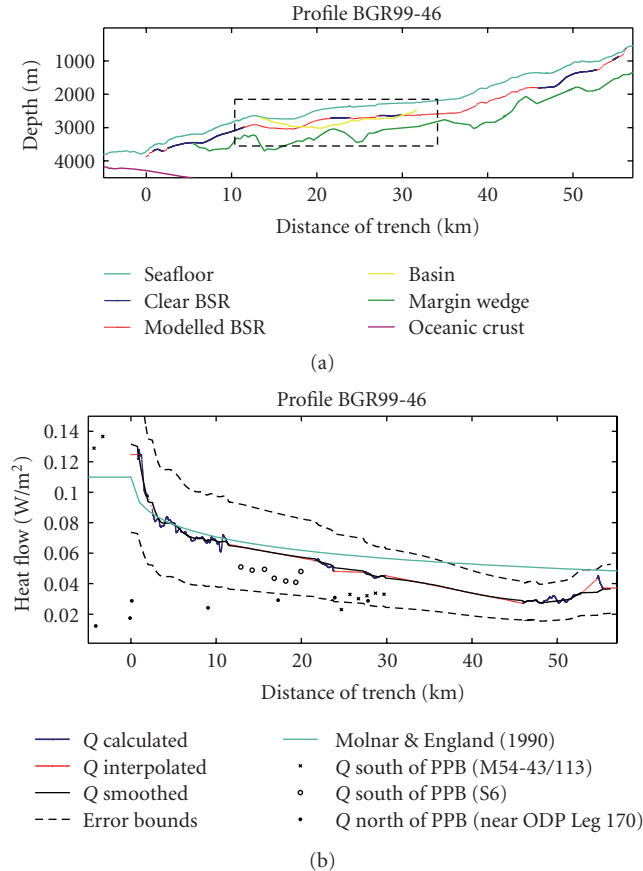 Profile BGR99-46
Depth (m)
1000
2000
3000
4000
0 10 20 30 40 50
Distance of trench (km)
Seafloor
Clear BSR
Modelled BSR
Basin
Margin wedge
Oceanic crust
(a)
Profile BGR99-46
Heat flow (W/m²)
0.14
0.12
0.1
0.08
0.06
0.04
0.02
0 10 20 30 40 50
Distance of trench (km)
Q calculated
Q interpolated
Q smoothed
Error bounds
Molnar & England (1990)
Q south of PPB (M54-43/113)
Q south of PPB (S6)
Q north of PPB (near ODP Leg 170)
(b)